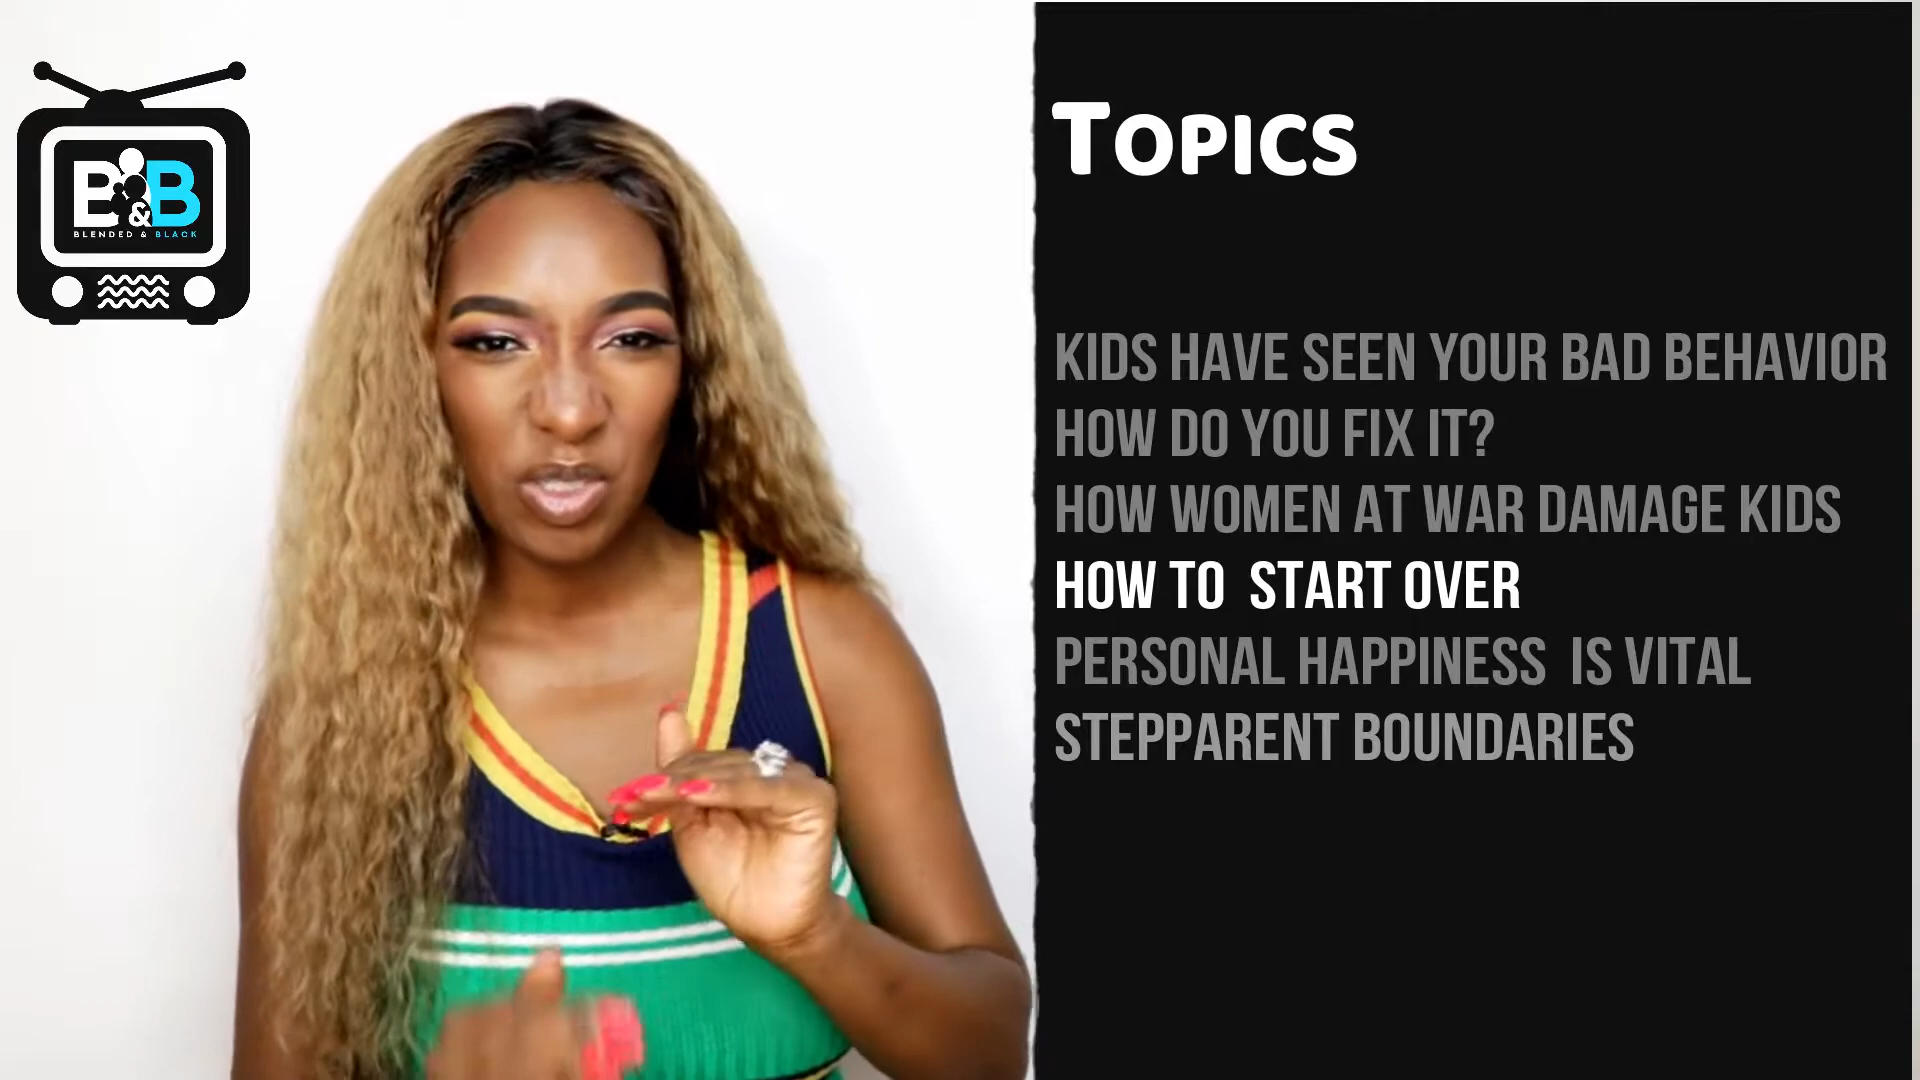 B&B
BLENDED & BLACK
TOPICS
KIDS HAVE SEEN YOUR BAD BEHAVIOR
HOW DO YOU FIX IT?
HOW WOMEN AT WAR DAMAGE KIDS
HOW TO START OVER
PERSONAL HAPPINESS IS VITAL
STEPPARENT BOUNDARIES